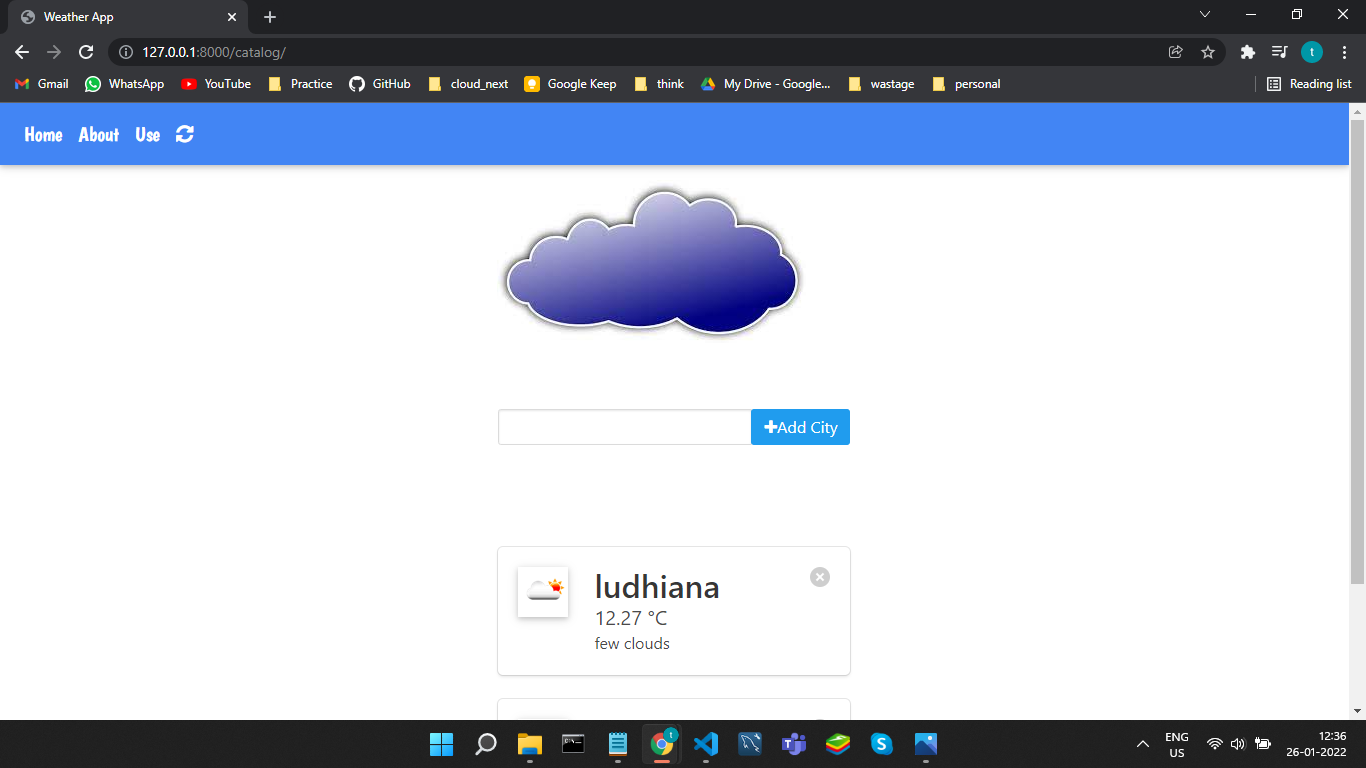 Weather App
127.0.0.1:8000/catalog/
t
Gmail WhatsApp YouTube Practice GitHub cloud_next Google Keep think My Drive - Google... wastage personal Reading list
Home About Use
Add City
ludhiana
12.27 °C
few clouds
ENG
US
12:36
26-01-2022